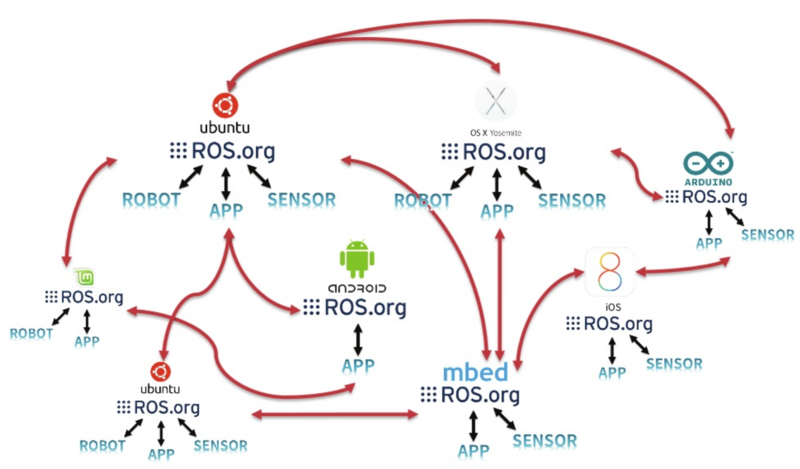 ubuntu
ROS.org
ROBOT
APP
SENSOR
OS X Yosemite
ROS.org
ROBOT
APP
SENSOR
ARDUINO
ROS.org
APP
SENSOR
ROS.org
ROBOT
APP
ANDROID
ROS.org
APP
8
iOS
ROS.org
APP
SENSOR
ubuntu
ROS.org
ROBOT
APP
SENSOR
mbed
ROS.org
APP
SENSOR